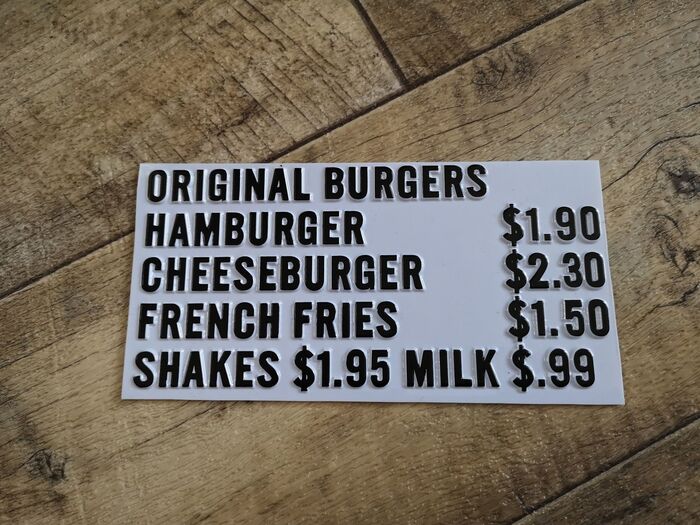 ORIGINAL BURGERS
HAMBURGER $1.90
CHEESEBURGER $2.30
FRENCH FRIES $1.50
SHAKES $1.95 MILK $.99